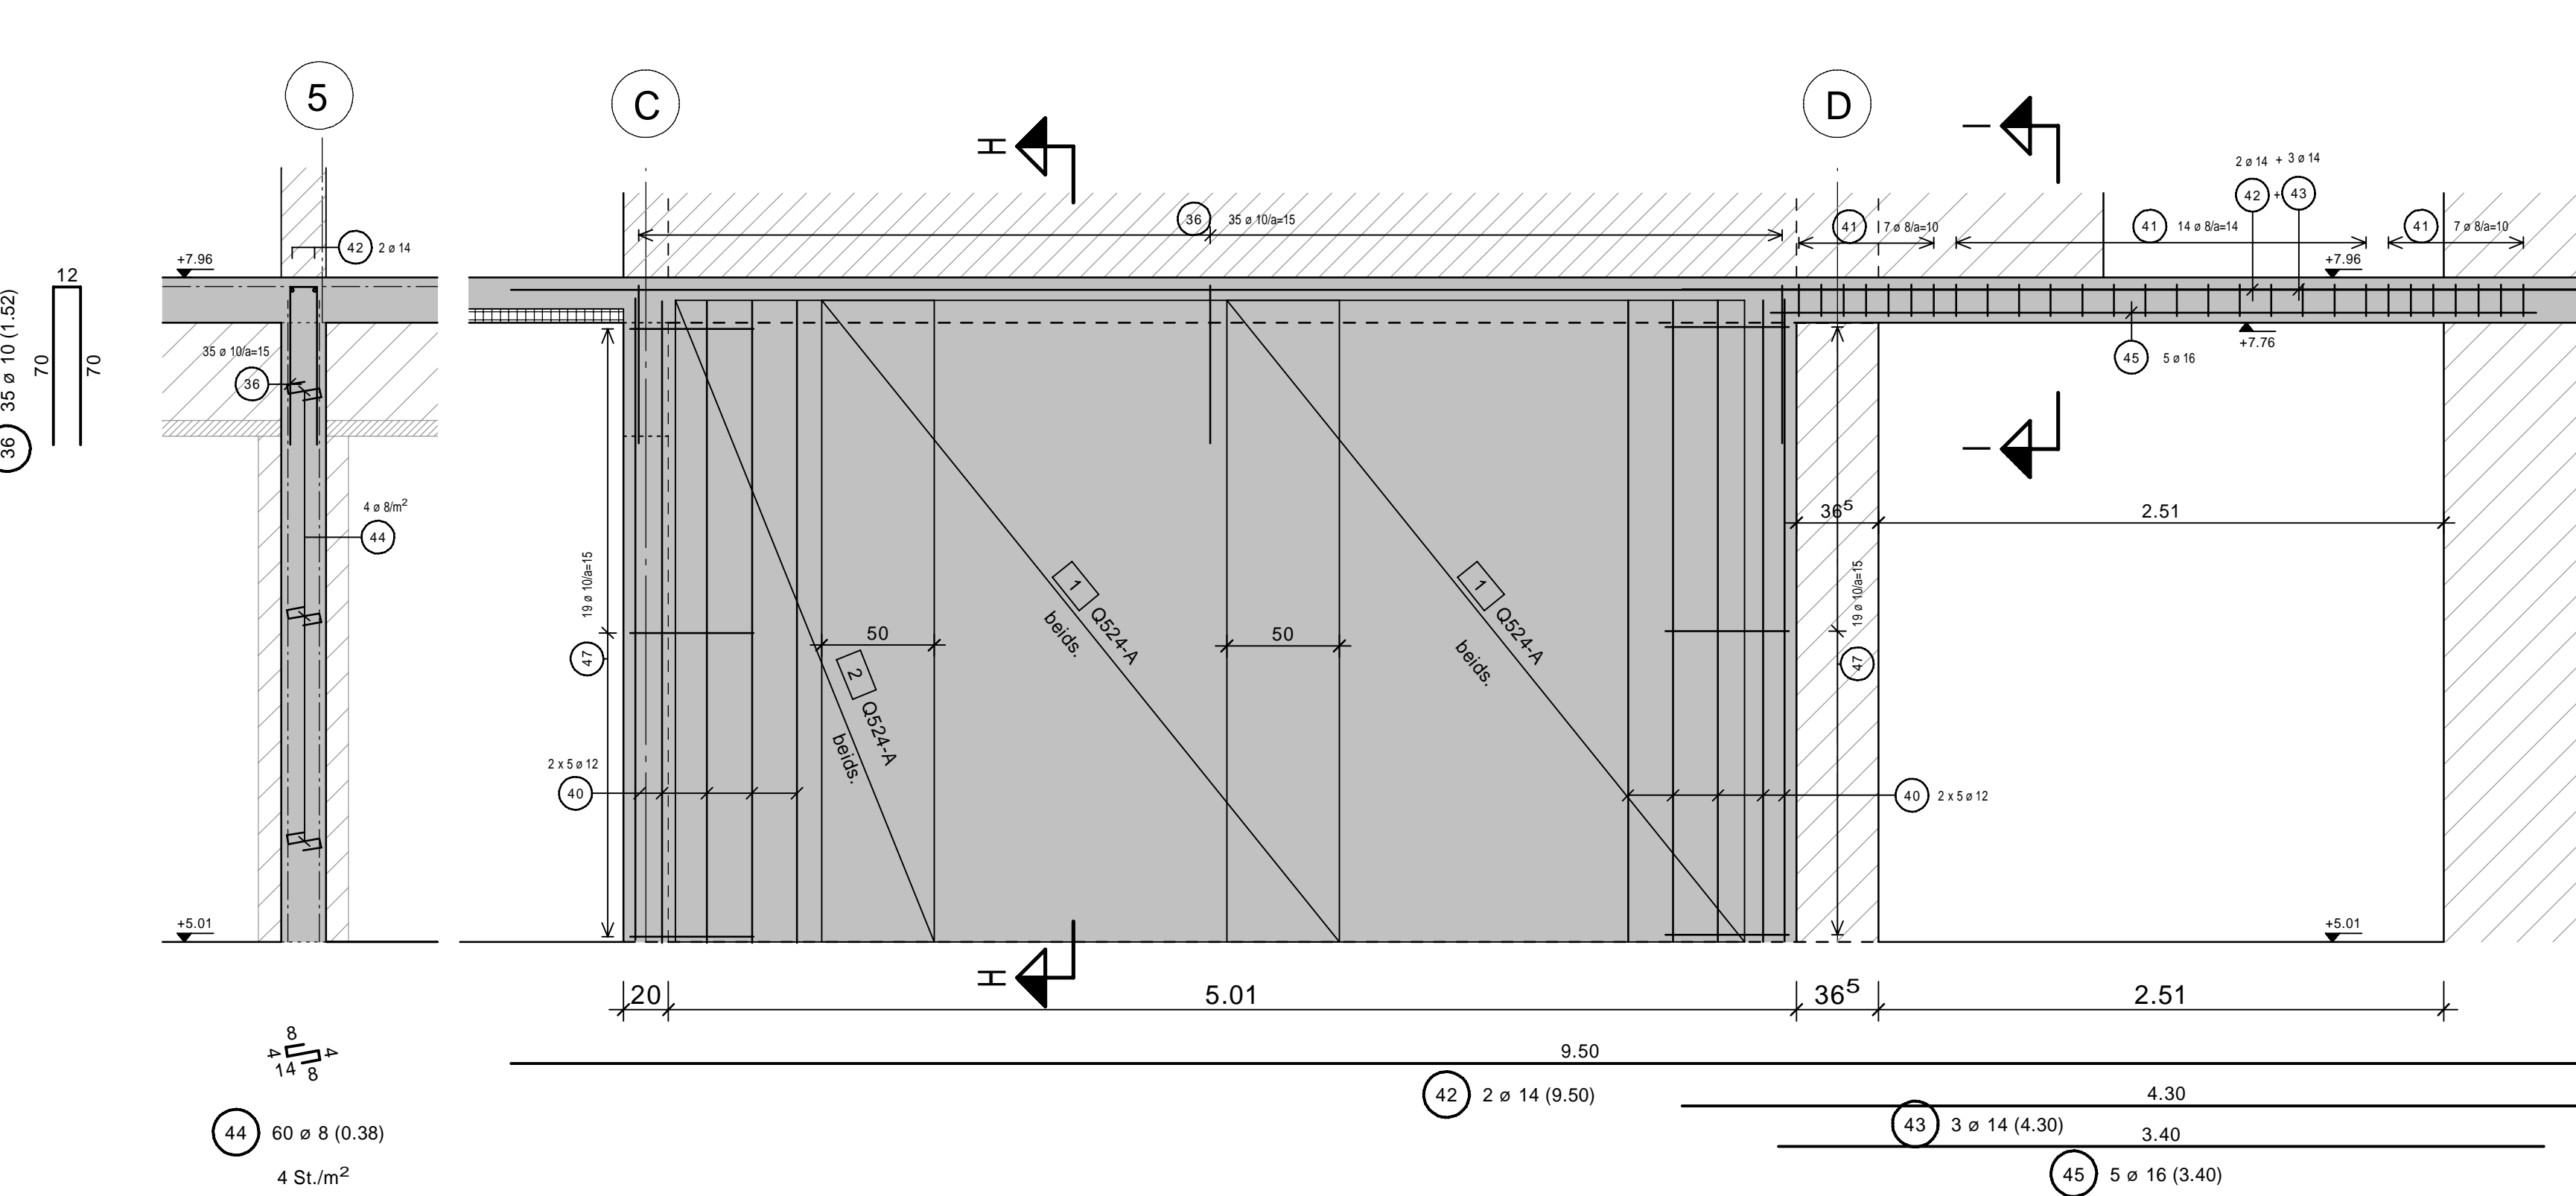 5
C
D
H
I
2 ø 14 + 3 ø 14
42 + 43
36 35 ø 10/a=15
41 7 ø 8/a=10
41 14 ø 8/a=14
41 7 ø 8/a=10
42 2 ø 14
+7.96
+7.96
12
70
70
36 35 ø 10 (1.52)
35 ø 10/a=15
36
+7.76
45 5 ø 16
I
4 ø 8/m²
44
36⁵
2.51
19 ø 10/a=15
47
19 ø 10/a=15
47
1 Q524-A
beids.
1 Q524-A
beids.
50
50
2 Q524-A
beids.
2 x 5 ø 12
40
40 2 x 5 ø 12
+5.01
+5.01
H
20
5.01
36⁵
2.51
8
4
4
14
8
9.50
42 2 ø 14 (9.50)
4.30
43 3 ø 14 (4.30)
3.40
44 60 ø 8 (0.38)
4 St./m²
45 5 ø 16 (3.40)